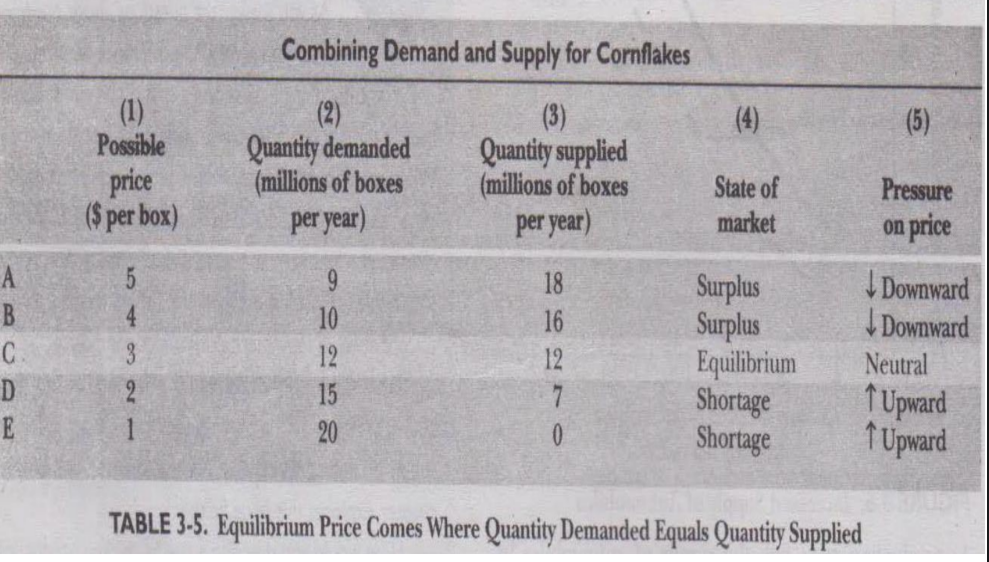 Combining Demand and Supply for Cornflakes
(1) (2) (3) (4) (5)
Possible Quantity demanded Quantity supplied
price (millions of boxes (millions of boxes State of Pressure
($ per box) per year) per year) market on price
A 5 9 18 Surplus ↓ Downward
B 4 10 16 Surplus ↓ Downward
C 3 12 12 Equilibrium Neutral
D 2 15 7 Shortage ↑ Upward
E 1 20 0 Shortage ↑ Upward
TABLE 3-5. Equilibrium Price Comes Where Quantity Demanded Equals Quantity Supplied